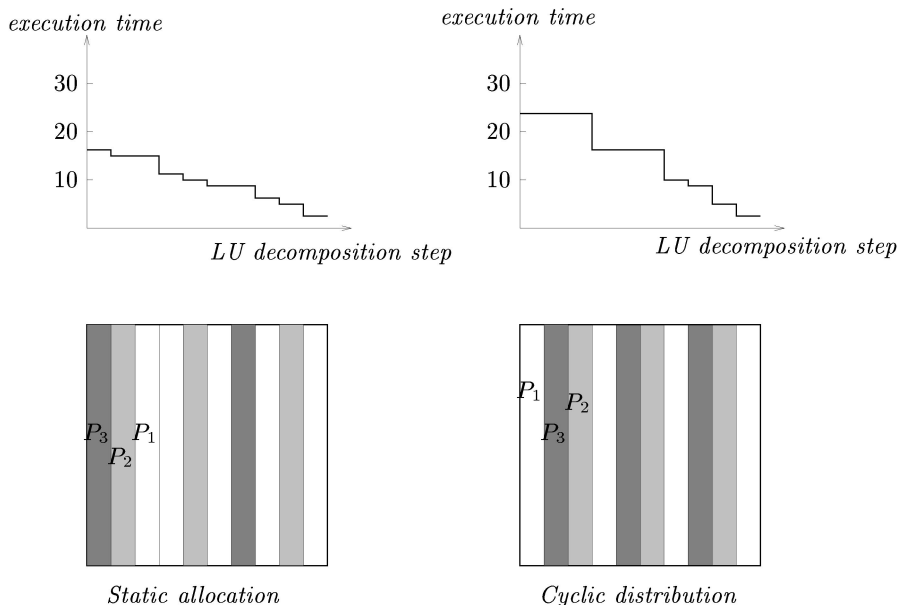 execution time
30
20
10
LU decomposition step
execution time
30
20
10
LU decomposition step
P3
P2
P1
Static allocation
P1
P3
P2
Cyclic distribution